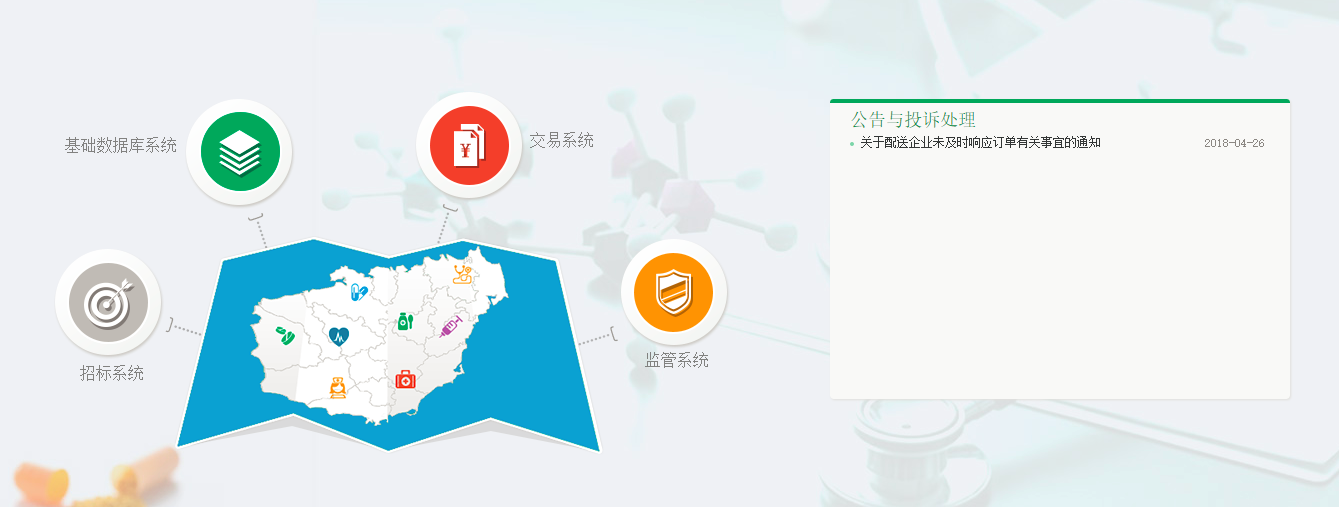 基础数据库系统
交易系统
招标系统
监管系统
¥
公告与投诉处理
关于配送企业未及时响应订单有关事宜的通知 2018-04-26